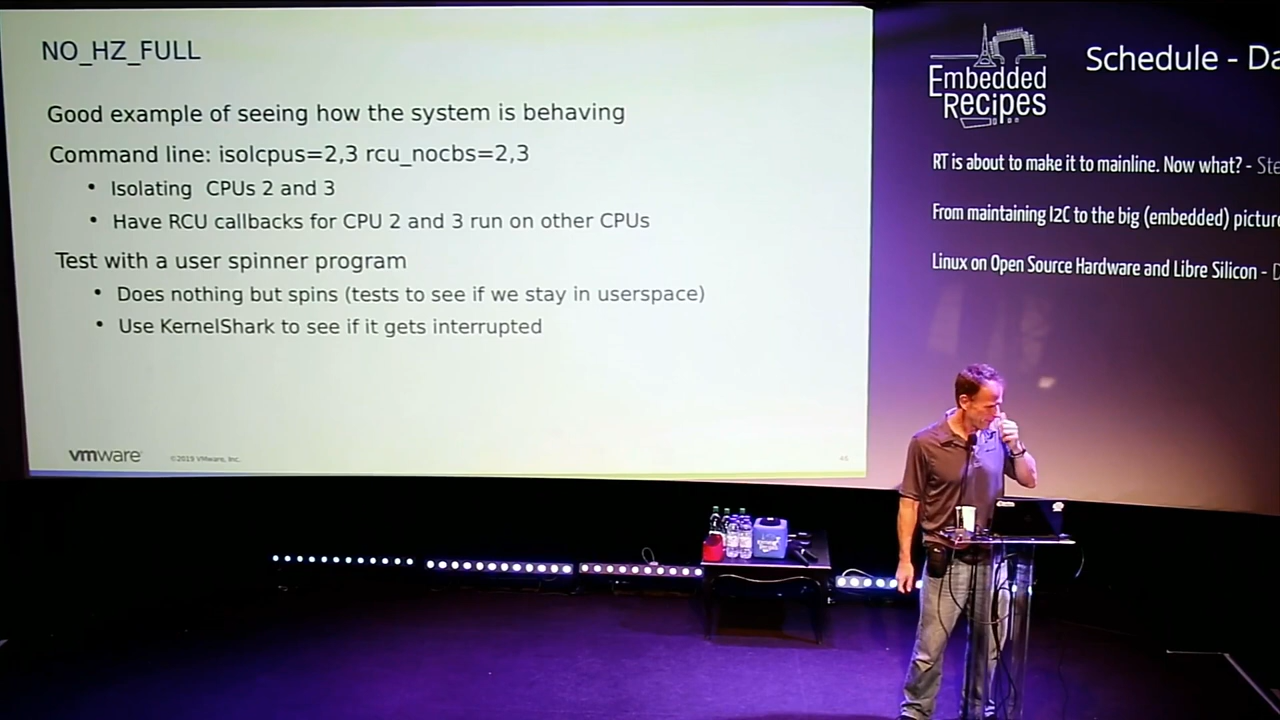 NO_HZ_FULL
Good example of seeing how the system is behaving
Command line: isolcpus=2,3 rcu_nocbs=2,3
• Isolating CPUs 2 and 3
• Have RCU callbacks for CPU 2 and 3 run on other CPUs
Test with a user spinner program
• Does nothing but spins (tests to see if we stay in userspace)
• Use KernelShark to see if it gets interrupted
vmware
©2019 VMware, Inc.
46
Embedded
Recipes
Schedule - Da
RT is about to make it to mainline. Now what? - Ste
From maintaining I2C to the big (embedded) picture
Linux on Open Source Hardware and Libre Silicon - D